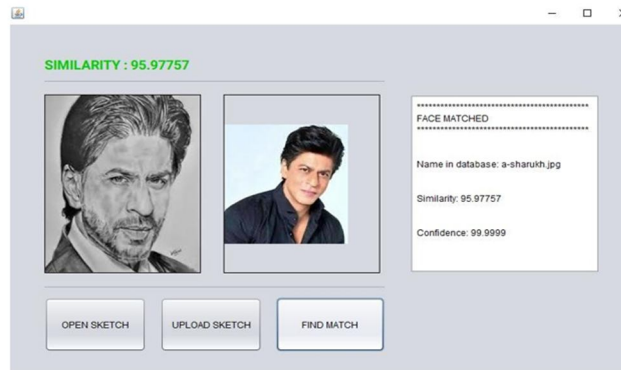 SIMILARITY : 95.97757
********************************************
FACE MATCHED
********************************************
Name in database: a-sharukh.jpg
Similarity: 95.97757
Confidence: 99.9999
OPEN SKETCH
UPLOAD SKETCH
FIND MATCH